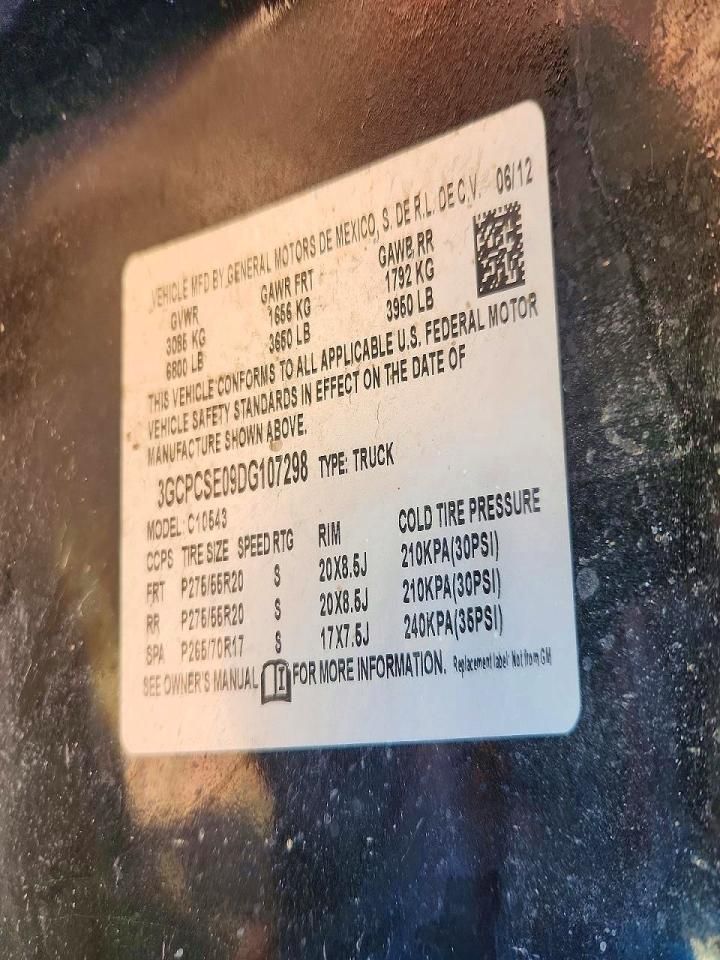 VEHICLE MFD BY GENERAL MOTORS DE MEXICO, S. DE R.L. DE C.V. 06/12
GVWR GAWR FRT GAWR RR
3085 KG 1656 KG 1792 KG
6800 LB 3650 LB 3950 LB
THIS VEHICLE CONFORMS TO ALL APPLICABLE U.S. FEDERAL MOTOR
VEHICLE SAFETY STANDARDS IN EFFECT ON THE DATE OF
MANUFACTURE SHOWN ABOVE.
3GCPCSE09DG107298 TYPE: TRUCK
MODEL: C10543
CCPS TIRE SIZE SPEED RTG RIM COLD TIRE PRESSURE
FRT P275/55R20 S 20X8.5J 210KPA(30PSI)
RR P275/55R20 S 20X8.5J 210KPA(30PSI)
SPA P265/70R17 S 17X7.5J 240KPA(35PSI)
SEE OWNER'S MANUAL FOR MORE INFORMATION. Replacement label: Not from GM